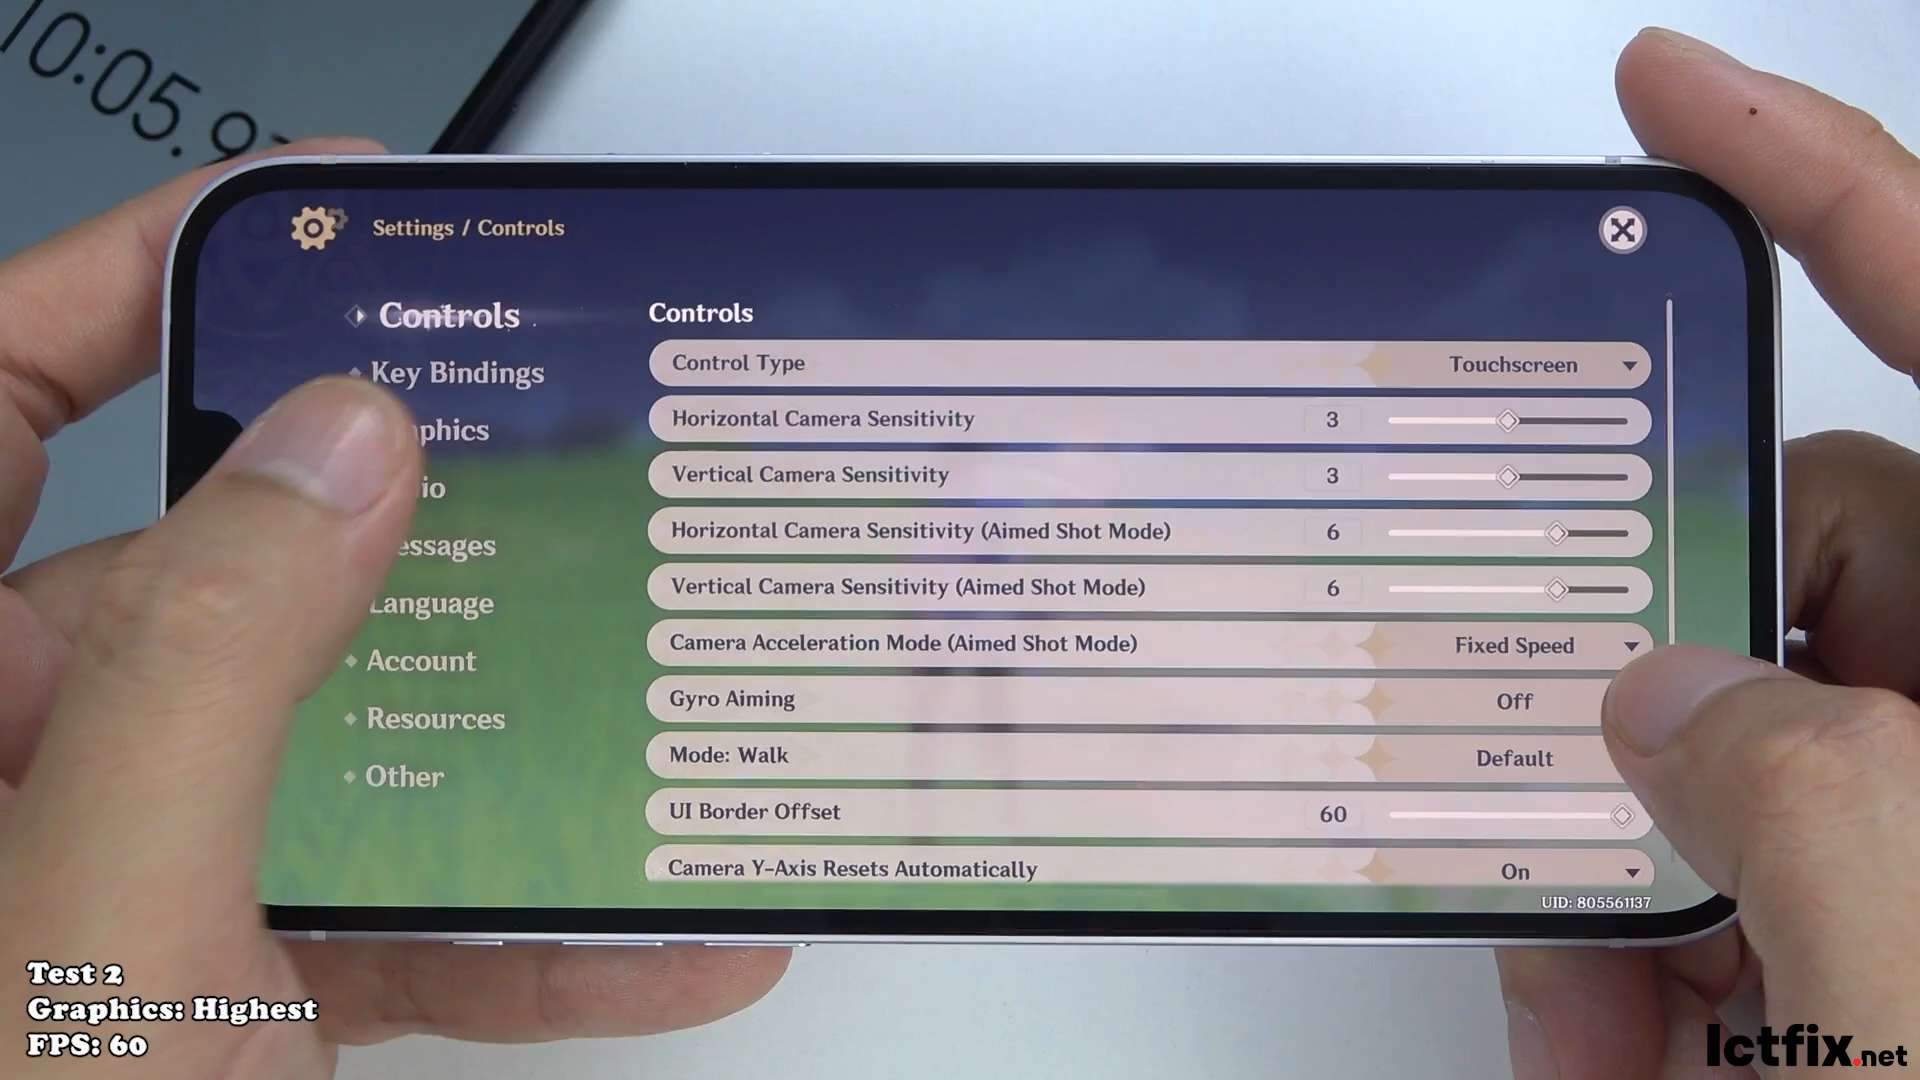 10:05.9
Settings / Controls
Controls
Key Bindings
phics
io
essages
Language
Account
Resources
Other
Controls
Control Type Touchscreen
Horizontal Camera Sensitivity 3
Vertical Camera Sensitivity 3
Horizontal Camera Sensitivity (Aimed Shot Mode) 6
Vertical Camera Sensitivity (Aimed Shot Mode) 6
Camera Acceleration Mode (Aimed Shot Mode) Fixed Speed
Gyro Aiming Off
Mode: Walk Default
UI Border Offset 60
Camera Y-Axis Resets Automatically On
UID: 805561137
Test 2
Graphics: Highest
FPS: 60
Ictfix.net